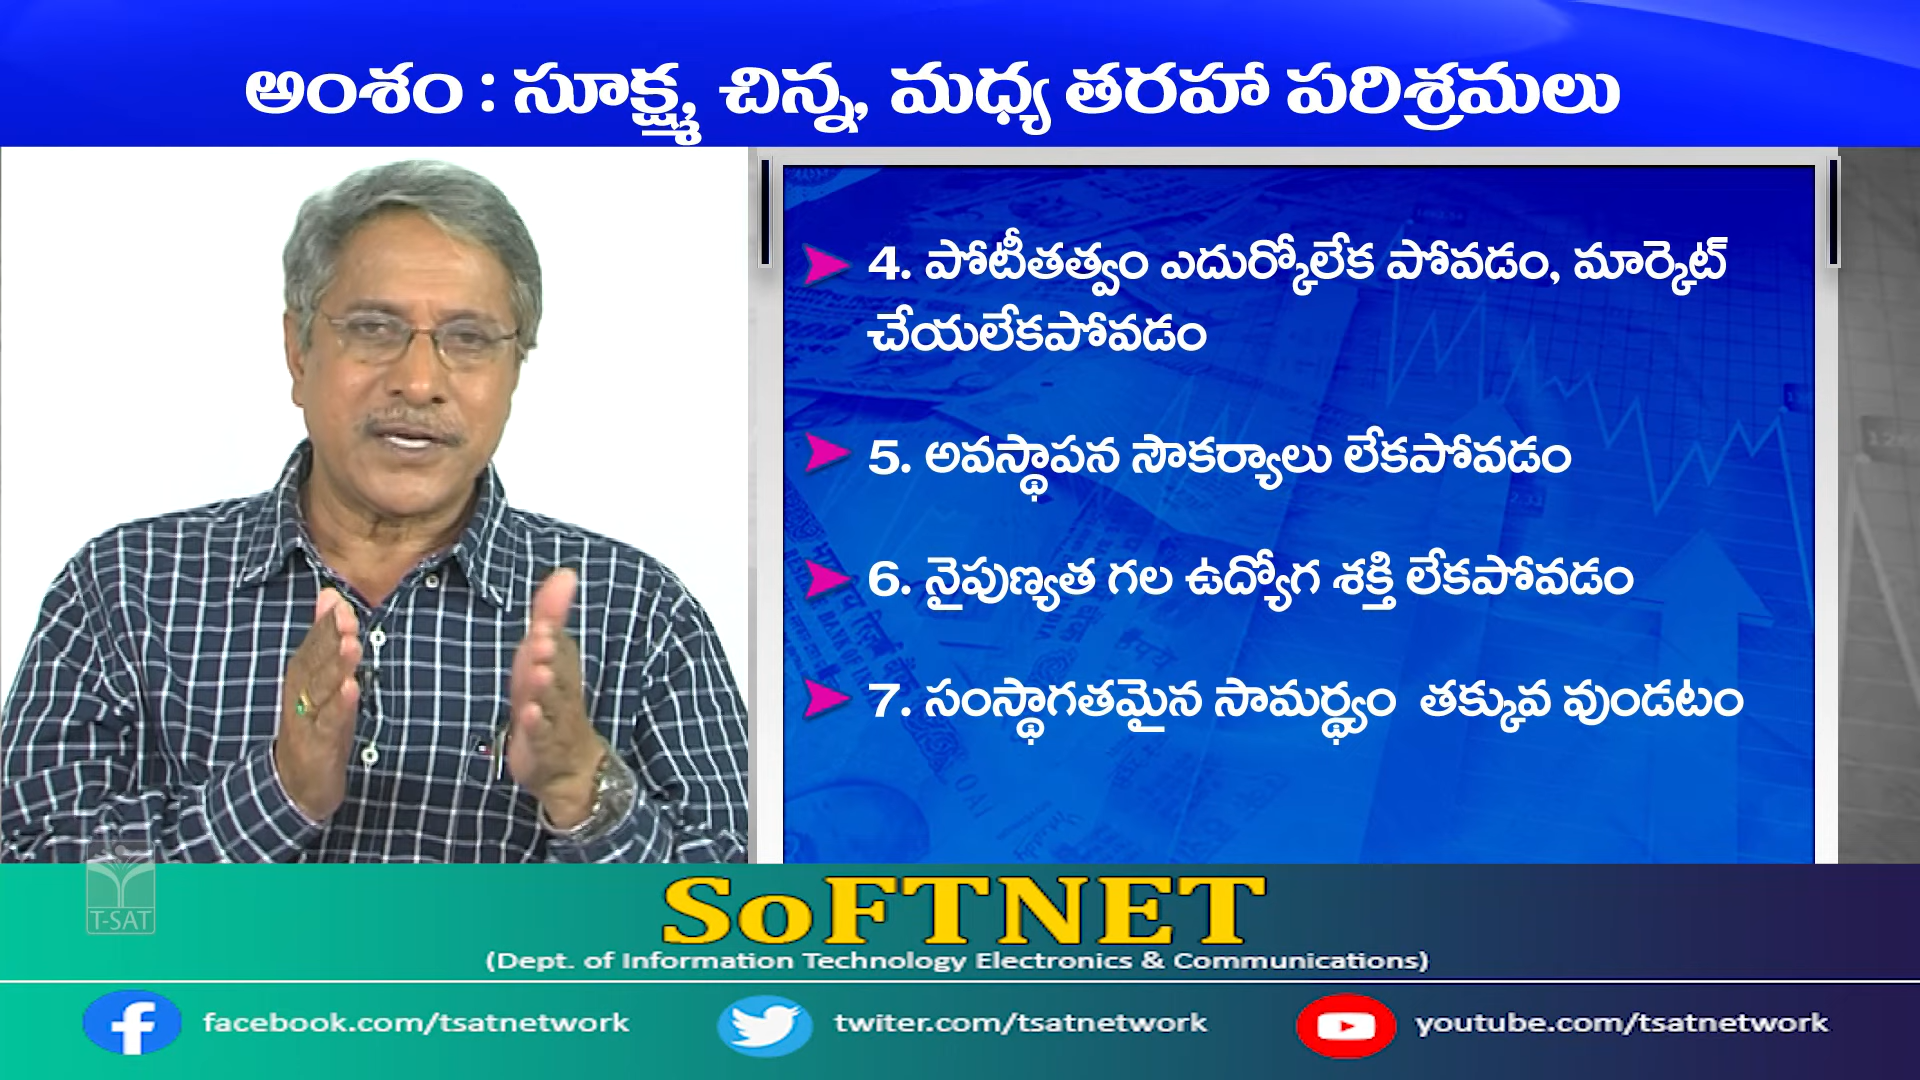 అంశం : సూక్ష్మ చిన్న, మధ్య తరహా పరిశ్రమలు
4. పోటీతత్వం ఎదుర్కోలేక పోవడం, మార్కెట్
చేయలేకపోవడం
5. అవస్థాపన సౌకర్యాలు లేకపోవడం
6. నైపుణ్యత గల ఉద్యోగ శక్తి లేకపోవడం
7. సంస్థాగతమైన సామర్థ్యం తక్కువ వుండటం
T-SAT
SoFTNET
(Dept. of Information Technology Electronics & Communications)
facebook.com/tsatnetwork
twiter.com/tsatnetwork
youtube.com/tsatnetwork